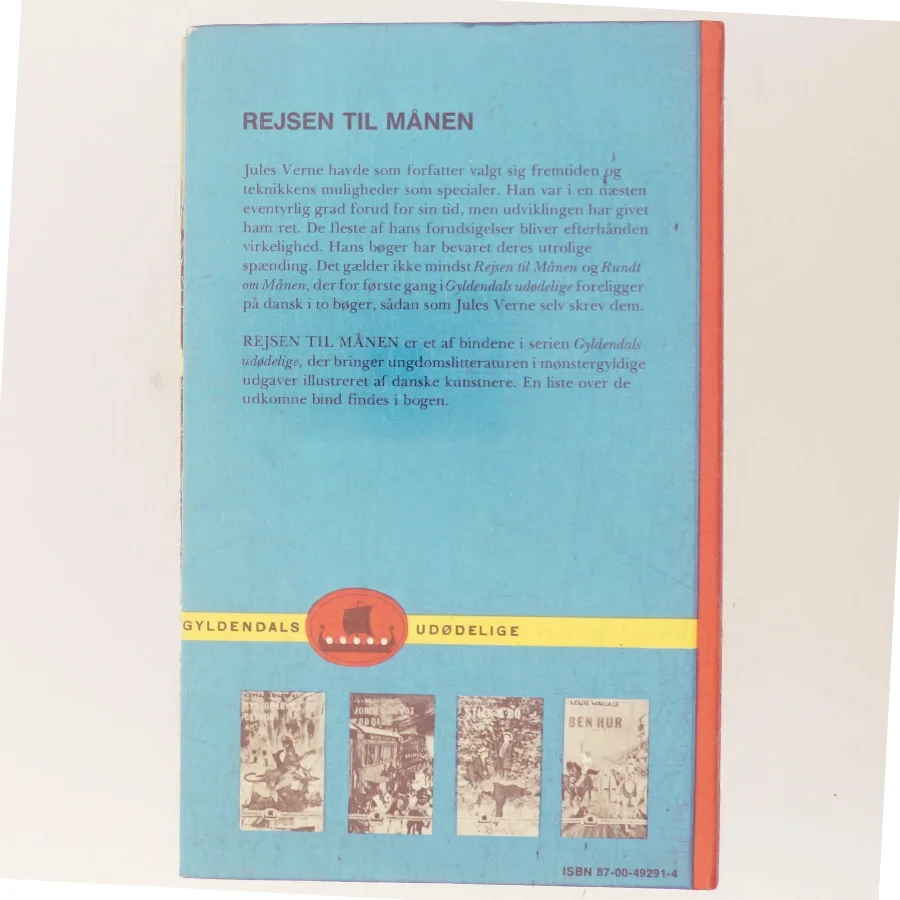 REJSEN TIL MÅNEN
Jules Verne havde som forfatter valgt sig fremtiden og
teknikkens muligheder som specialer. Han var i en næsten
eventyrlig grad forud for sin tid, men udviklingen har givet
ham ret. De fleste af hans forudsigelser bliver efterhånden
virkelighed. Hans bøger har bevaret deres utrolige
spænding. Det gælder ikke mindst Rejsen til Månen og Rundt
om Månen, der for første gang i Gyldendals udødelige foreligger
på dansk i to bøger, sådan som Jules Verne selv skrev dem.
REJSEN TIL MÅNEN er et af bindene i serien Gyldendals
udødelige, der bringer ungdomslitteraturen i mønstergyldige
udgaver illustreret af danske kunstnere. En liste over de
udkomne bind findes i bogen.
GYLDENDALS UDØDELIGE
JORDEN RUNDT
80 DAGE
LEWIS WALLACE
BEN HUR
ISBN 87-00-49291-4